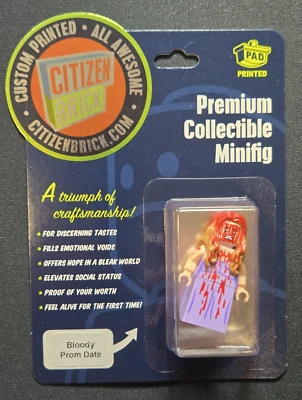 CUSTOM PRINTED • ALL AWESOME •
CITIZEN
BRICK
CITIZENBRICK.COM
PAD
PRINTED
Premium
Collectible
Minifig
A triumph of
craftsmanship!
• FOR DISCERNING TASTES
• FILLS EMOTIONAL VOIDS
• OFFERS HOPE IN A BLEAK WORLD
• ELEVATES SOCIAL STATUS
• PROOF OF YOUR WORTH
• FEEL ALIVE FOR THE FIRST TIME!
Bloody
Prom Date